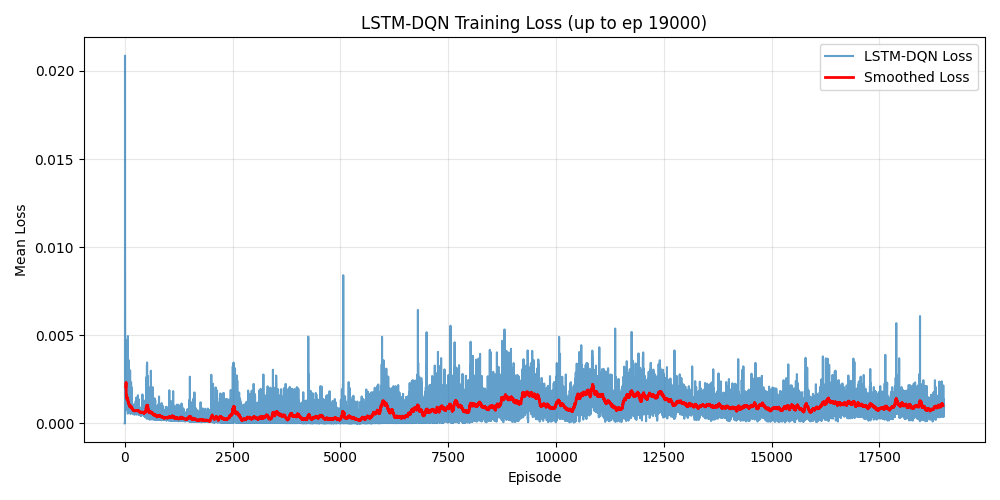 LSTM-DQN Training Loss (up to ep 19000)
LSTM-DQN Loss
Smoothed Loss
Mean Loss
0.020
0.015
0.010
0.005
0.000
0
2500
5000
7500
10000
12500
15000
17500
Episode